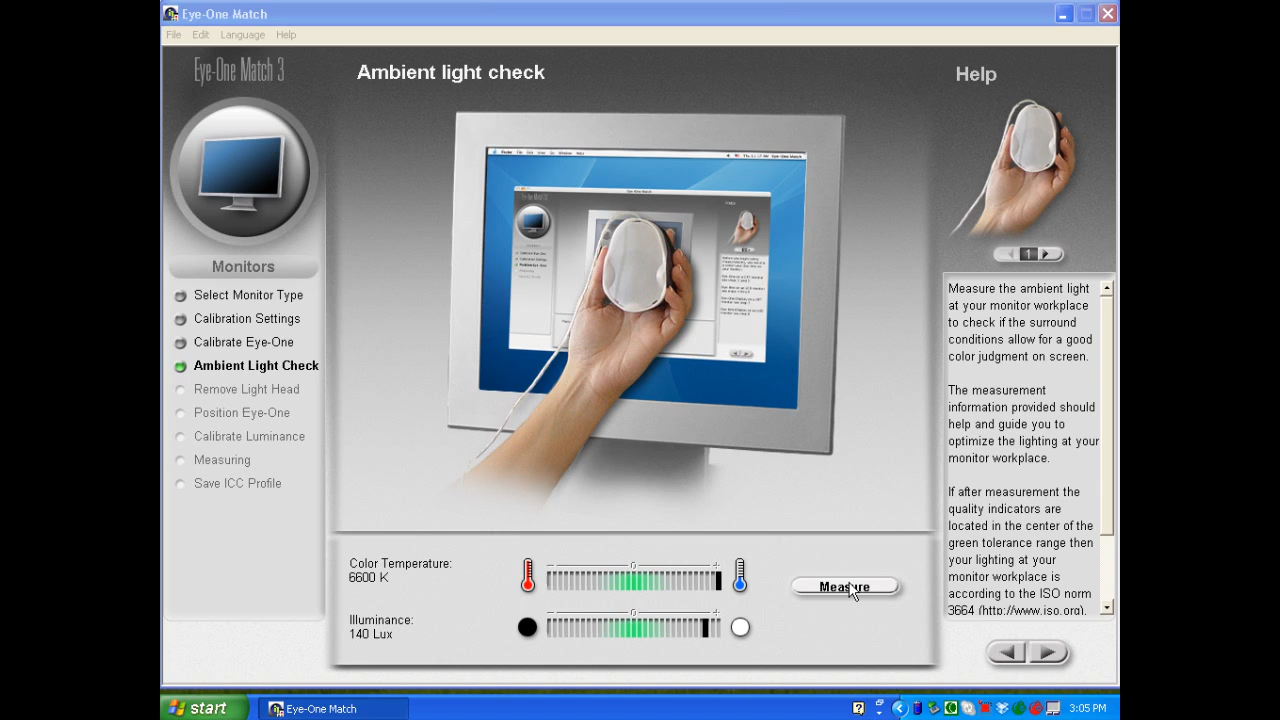 Eye-One Match
File Edit Language Help
Eye-One Match 3
Ambient light check
Help
Monitors
Select Monitor Type
Calibration Settings
Calibrate Eye-One
Ambient Light Check
Remove Light Head
Position Eye-One
Calibrate Luminance
Measuring
Save ICC Profile
1
Measure the ambient light
at your monitor workplace
to check if the surround
conditions allow for a good
color judgment on screen.
The measurement
information provided should
help and guide you to
optimize the lighting at your
monitor workplace.
If after measurement the
quality indicators are
located in the center of the
green tolerance range then
your lighting at your
monitor workplace is
according to the ISO norm
3664 (http://www.iso.org).
Color Temperature:
6600 K
- 0 +
Measure
Illuminance:
140 Lux
- 0 +
start
Eye-One Match
3:05 PM